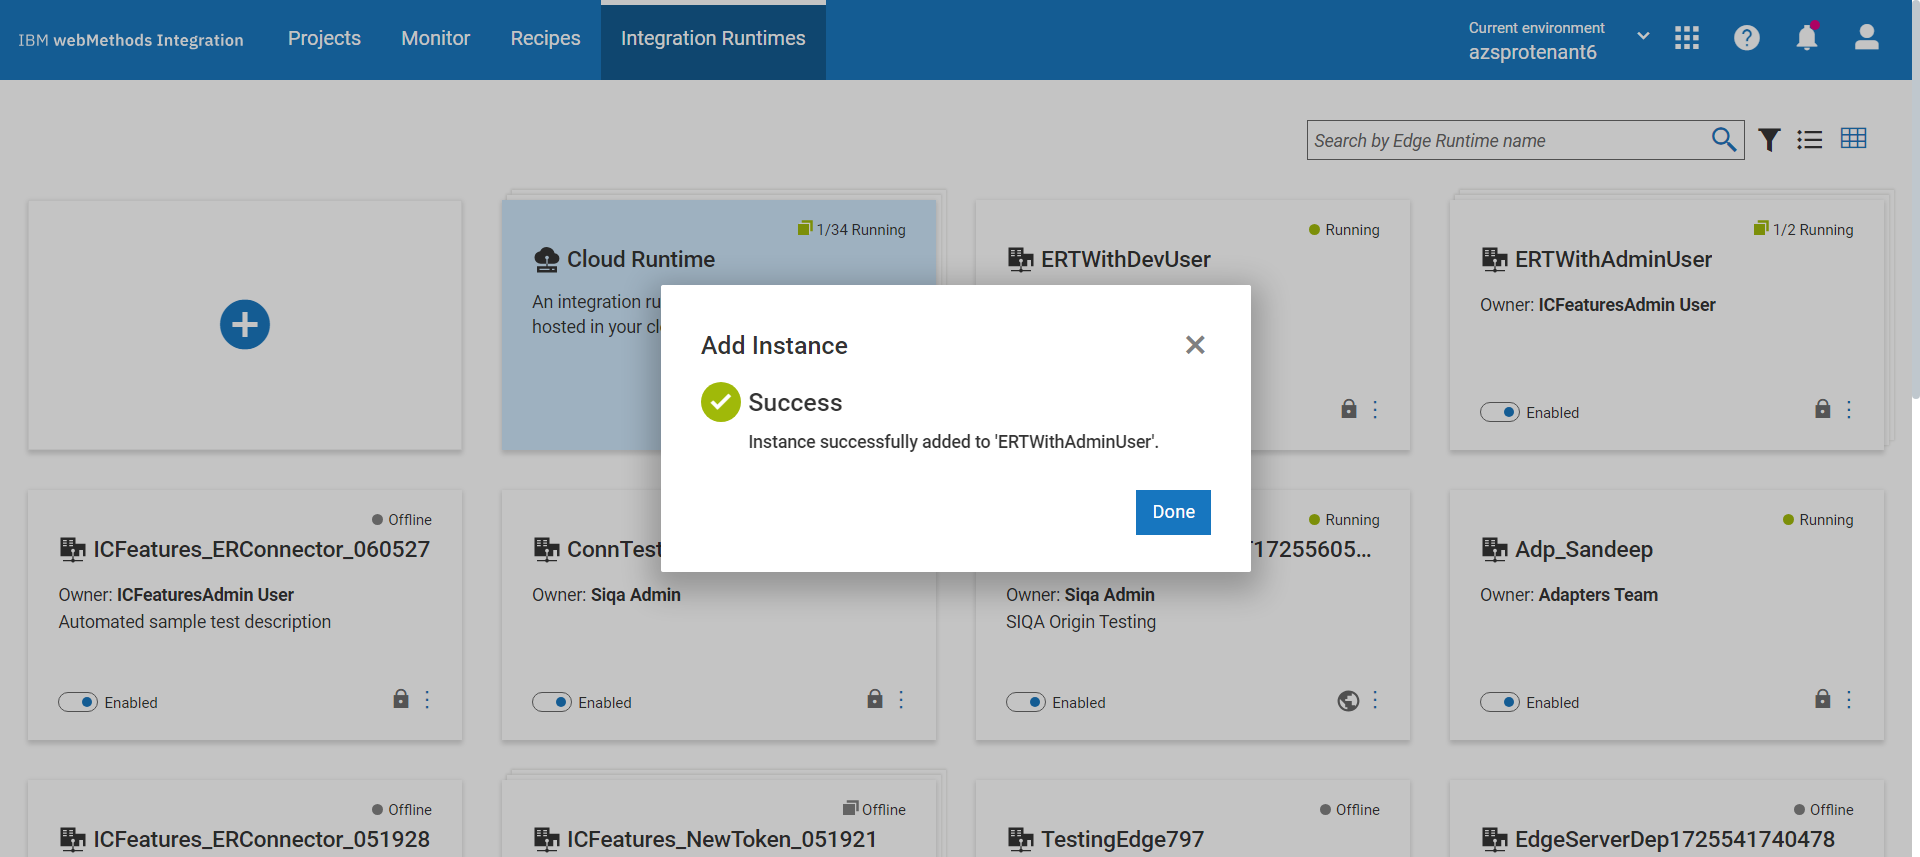 IBM webMethods Integration
Projects
Monitor
Recipes
Integration Runtimes
Current environment
azsprotenant6
Search by Edge Runtime name
1/34 Running
Cloud Runtime
An integration ru
hosted in your cl
Running
ERTWithDevUser
1/2 Running
ERTWithAdminUser
Owner: ICFeaturesAdmin User
Enabled
Add Instance
Success
Instance successfully added to 'ERTWithAdminUser'.
Done
Offline
ICFeatures_ERConnector_060527
Owner: ICFeaturesAdmin User
Automated sample test description
Enabled
ConnTest
Owner: Siqa Admin
Enabled
Running
17255605...
Owner: Siqa Admin
SIQA Origin Testing
Enabled
Running
Adp_Sandeep
Owner: Adapters Team
Enabled
Offline
ICFeatures_ERConnector_051928
Offline
ICFeatures_NewToken_051921
Offline
TestingEdge797
Offline
EdgeServerDep1725541740478